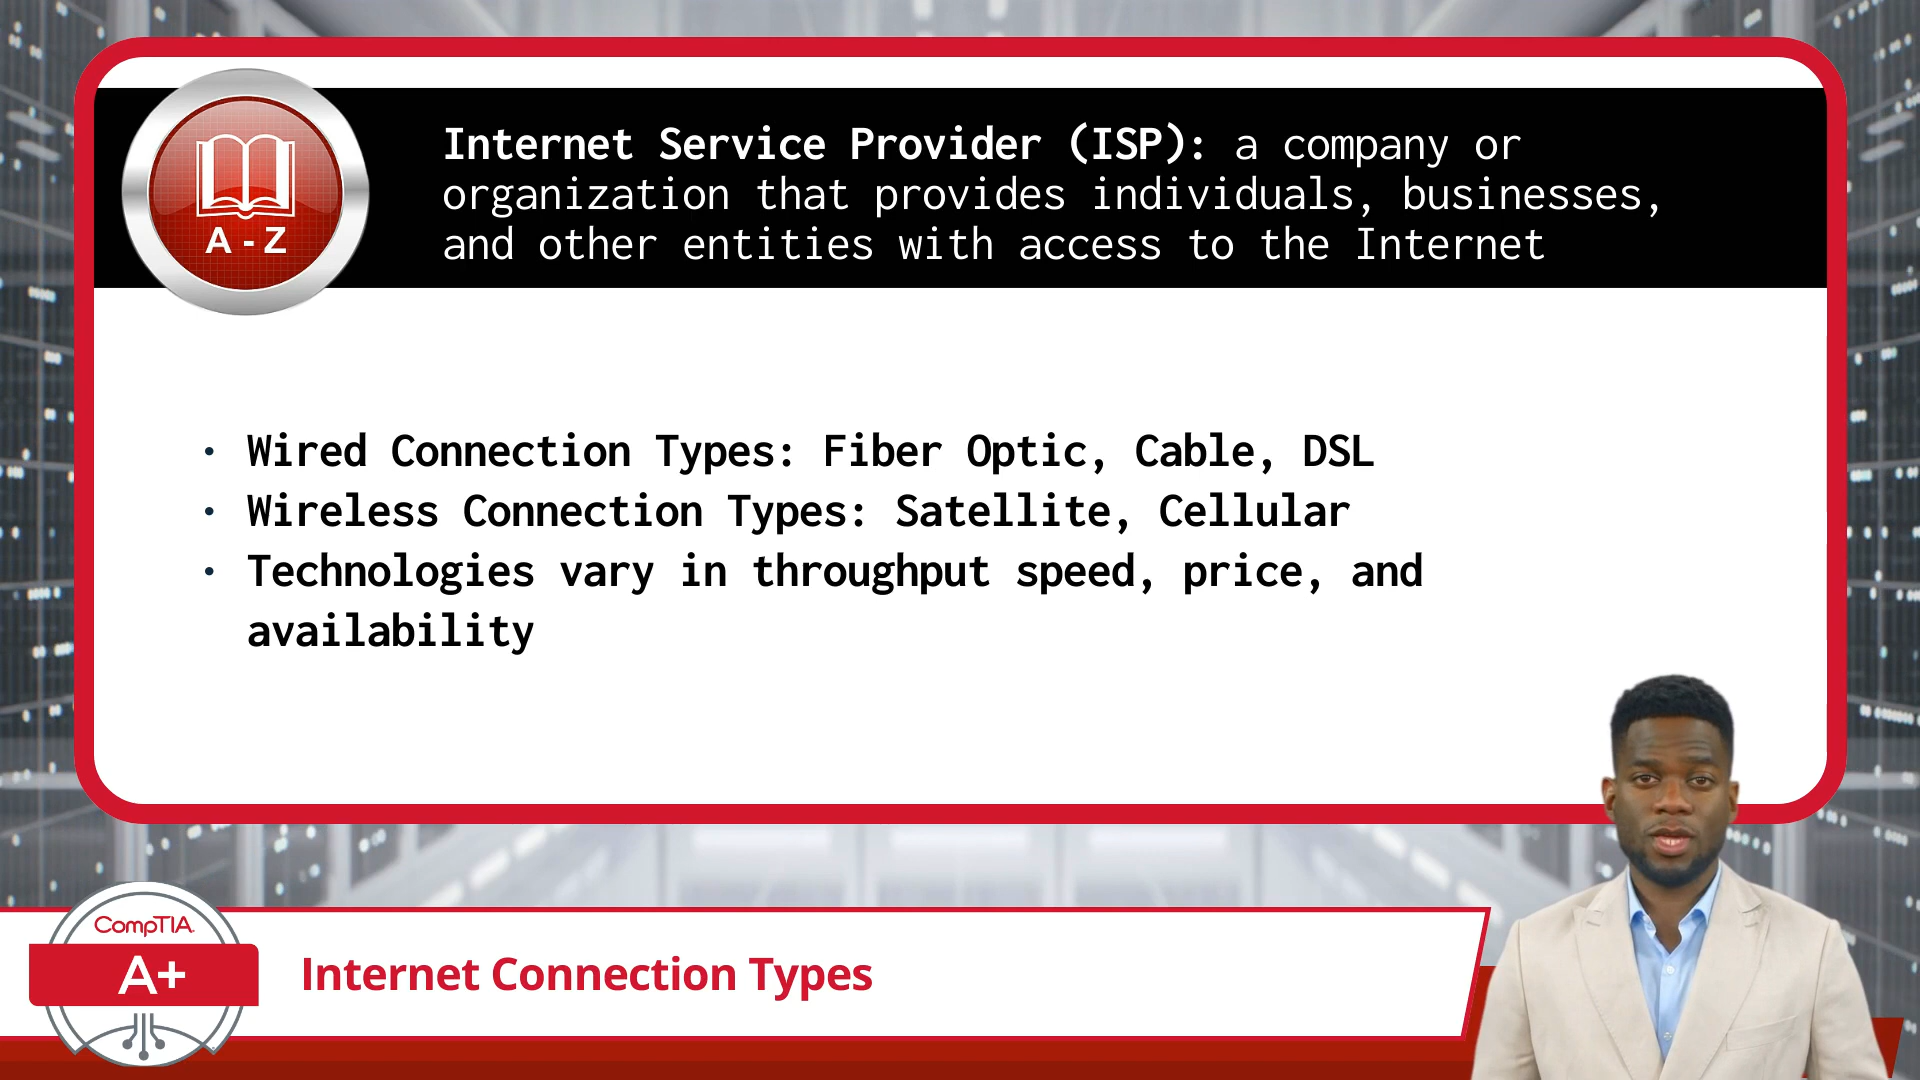 Internet Service Provider (ISP): a company or
organization that provides individuals, businesses,
and other entities with access to the Internet
A - Z
• Wired Connection Types: Fiber Optic, Cable, DSL
• Wireless Connection Types: Satellite, Cellular
• Technologies vary in throughput speed, price, and
availability
CompTIA.
A+
Internet Connection Types